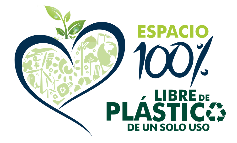 ESPACIO
100%
LIBRE DE
PLÁSTICO
DE UN SOLO USO